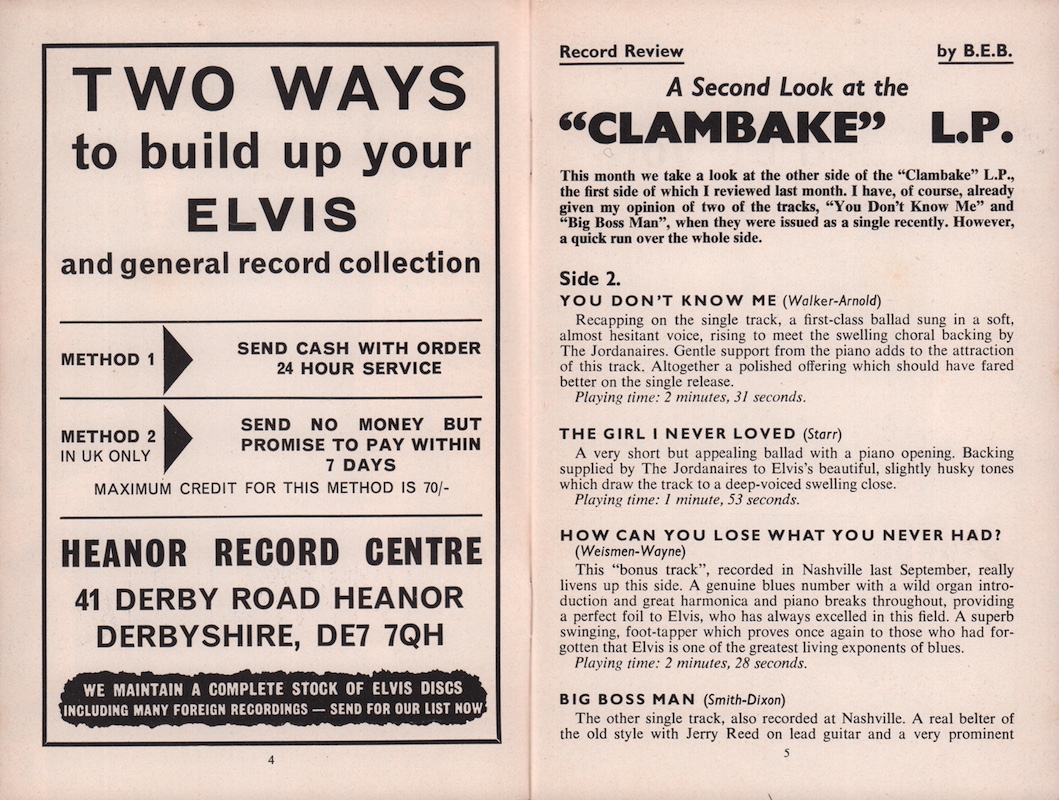 TWO WAYS
to build up your
ELVIS
and general record collection
METHOD 1
SEND CASH WITH ORDER
24 HOUR SERVICE
METHOD 2
IN UK ONLY
SEND NO MONEY BUT
PROMISE TO PAY WITHIN
7 DAYS
MAXIMUM CREDIT FOR THIS METHOD IS 70/-
HEANOR RECORD CENTRE
41 DERBY ROAD HEANOR
DERBYSHIRE, DE7 7QH
WE MAINTAIN A COMPLETE STOCK OF ELVIS DISCS
INCLUDING MANY FOREIGN RECORDINGS — SEND FOR OUR LIST NOW
4
Record Review by B.E.B.
A Second Look at the
“CLAMBAKE” L.P.
This month we take a look at the other side of the “Clambake” L.P.,
the first side of which I reviewed last month. I have, of course, already
given my opinion of two of the tracks, “You Don’t Know Me” and
“Big Boss Man”, when they were issued as a single recently. However,
a quick run over the whole side.
Side 2.
YOU DON’T KNOW ME (Walker-Arnold)
Recapping on the single track, a first-class ballad sung in a soft,
almost hesitant voice, rising to meet the swelling choral backing by
The Jordanaires. Gentle support from the piano adds to the attraction
of this track. Altogether a polished offering which should have fared
better on the single release.
Playing time: 2 minutes, 31 seconds.
THE GIRL I NEVER LOVED (Starr)
A very short but appealing ballad with a piano opening. Backing
supplied by The Jordanaires to Elvis’s beautiful, slightly husky tones
which draw the track to a deep-voiced swelling close.
Playing time: 1 minute, 53 seconds.
HOW CAN YOU LOSE WHAT YOU NEVER HAD?
(Weismen-Wayne)
This “bonus track”, recorded in Nashville last September, really
livens up this side. A genuine blues number with a wild organ intro-
duction and great harmonica and piano breaks throughout, providing
a perfect foil to Elvis, who has always excelled in this field. A superb
swinging, foot-tapper which proves once again to those who had for-
gotten that Elvis is one of the greatest living exponents of blues.
Playing time: 2 minutes, 28 seconds.
BIG BOSS MAN (Smith-Dixon)
The other single track, also recorded at Nashville. A real belter of
the old style with Jerry Reed on lead guitar and a very prominent
5